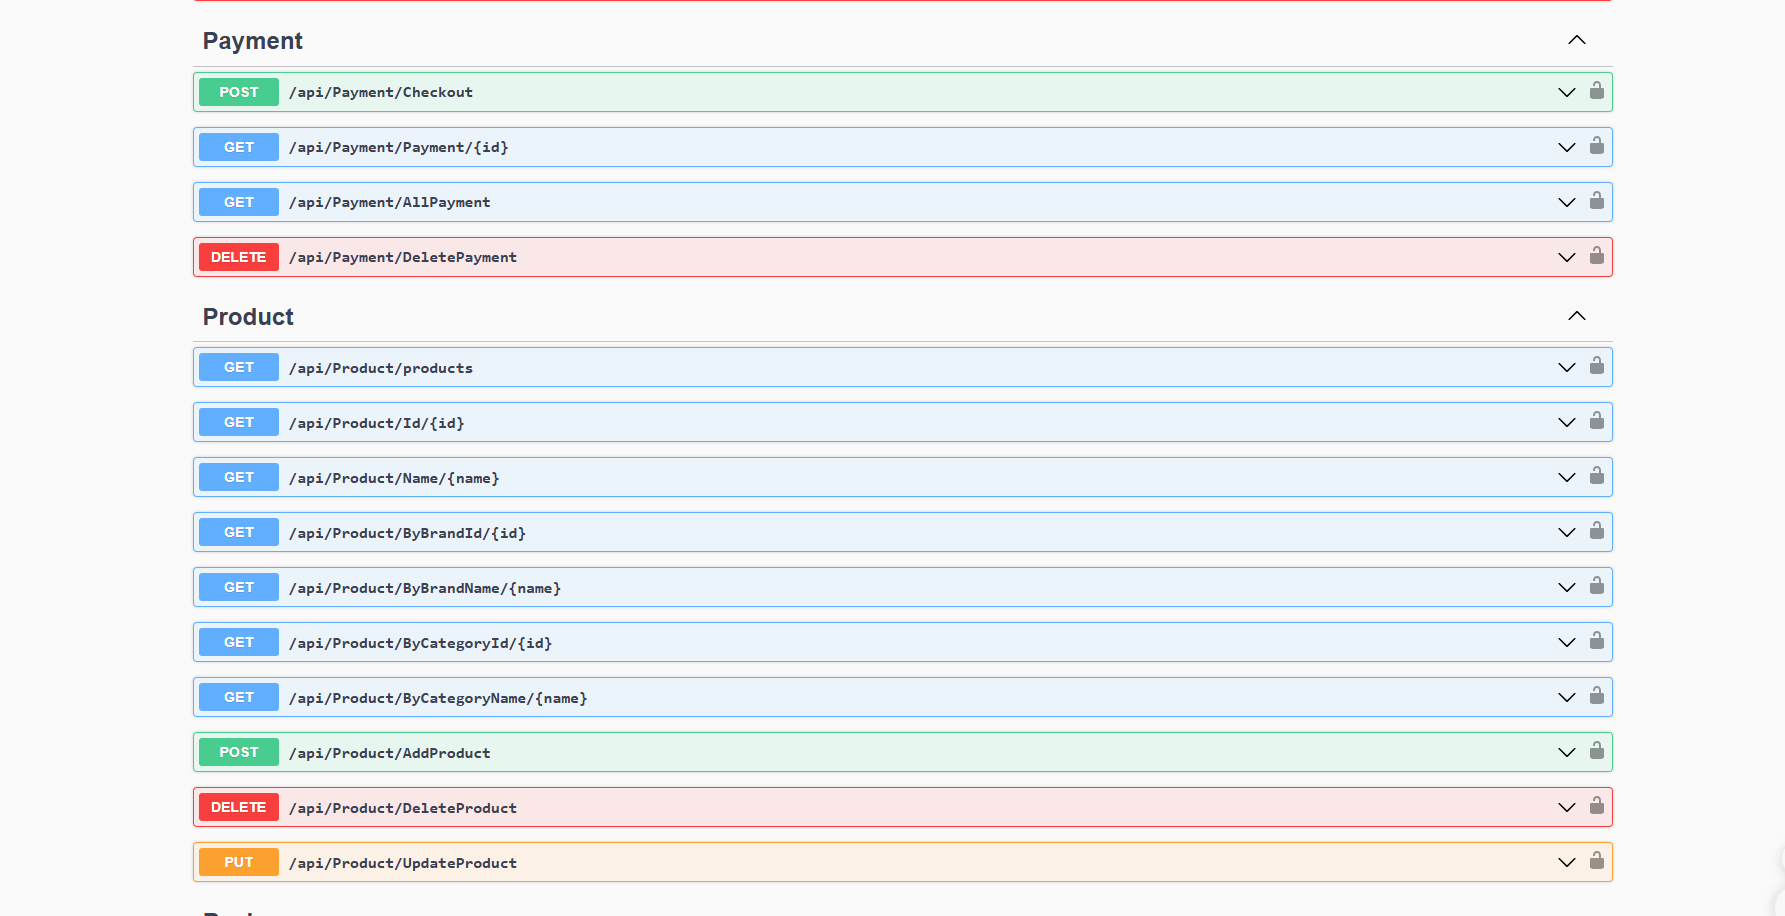 Payment
POST /api/Payment/Checkout
GET /api/Payment/Payment/{id}
GET /api/Payment/AllPayment
DELETE /api/Payment/DeletePayment
Product
GET /api/Product/products
GET /api/Product/Id/{id}
GET /api/Product/Name/{name}
GET /api/Product/ByBrandId/{id}
GET /api/Product/ByBrandName/{name}
GET /api/Product/ByCategoryId/{id}
GET /api/Product/ByCategoryName/{name}
POST /api/Product/AddProduct
DELETE /api/Product/DeleteProduct
PUT /api/Product/UpdateProduct